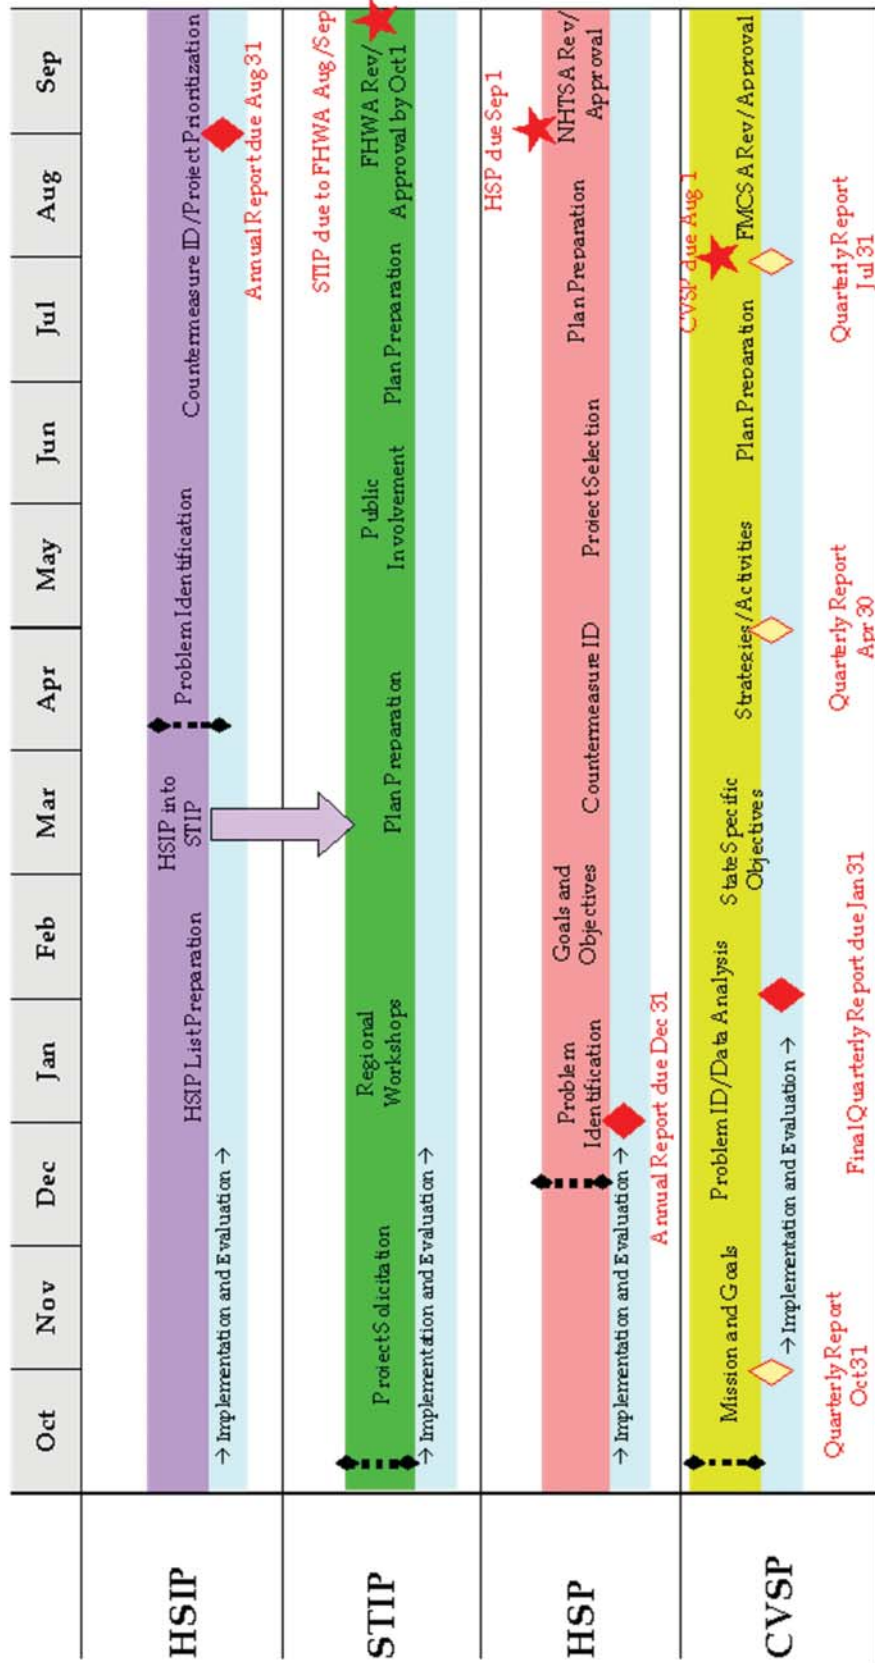 Oct Nov Dec Jan Feb Mar Apr May Jun Jul Aug Sep
HSIP
HSIP List Preparation
HSIP into
STIP
Problem Identification
Countermeasure ID/Project Prioritization
→ Implementation and Evaluation →
Annual Report due Aug 31
STIP
STIP due to FHWA Aug/Sep
Project Solicitation
Regional
Workshops
Plan Preparation
Public
Involvement
Plan Preparation
FHWA Rev/
Approval by Oct 1
→ Implementation and Evaluation →
HSP
HSP due Sep 1
Problem
Identification
Goals and
Objectives
Countermeasure ID
Project Selection
Plan Preparation
NHTSA Rev/
Approval
→ Implementation and Evaluation →
Annual Report due Dec 31
CVSP
CVSP due Aug 1
Mission and Goals
Problem ID/Data Analysis
State Specific
Objectives
Strategies/Activities
Plan Preparation
FMCSA Rev/Approval
→ Implementation and Evaluation →
Quarterly Report
Oct 31
Final Quarterly Report due Jan 31
Quarterly Report
Apr 30
Quarterly Report
Jul 31